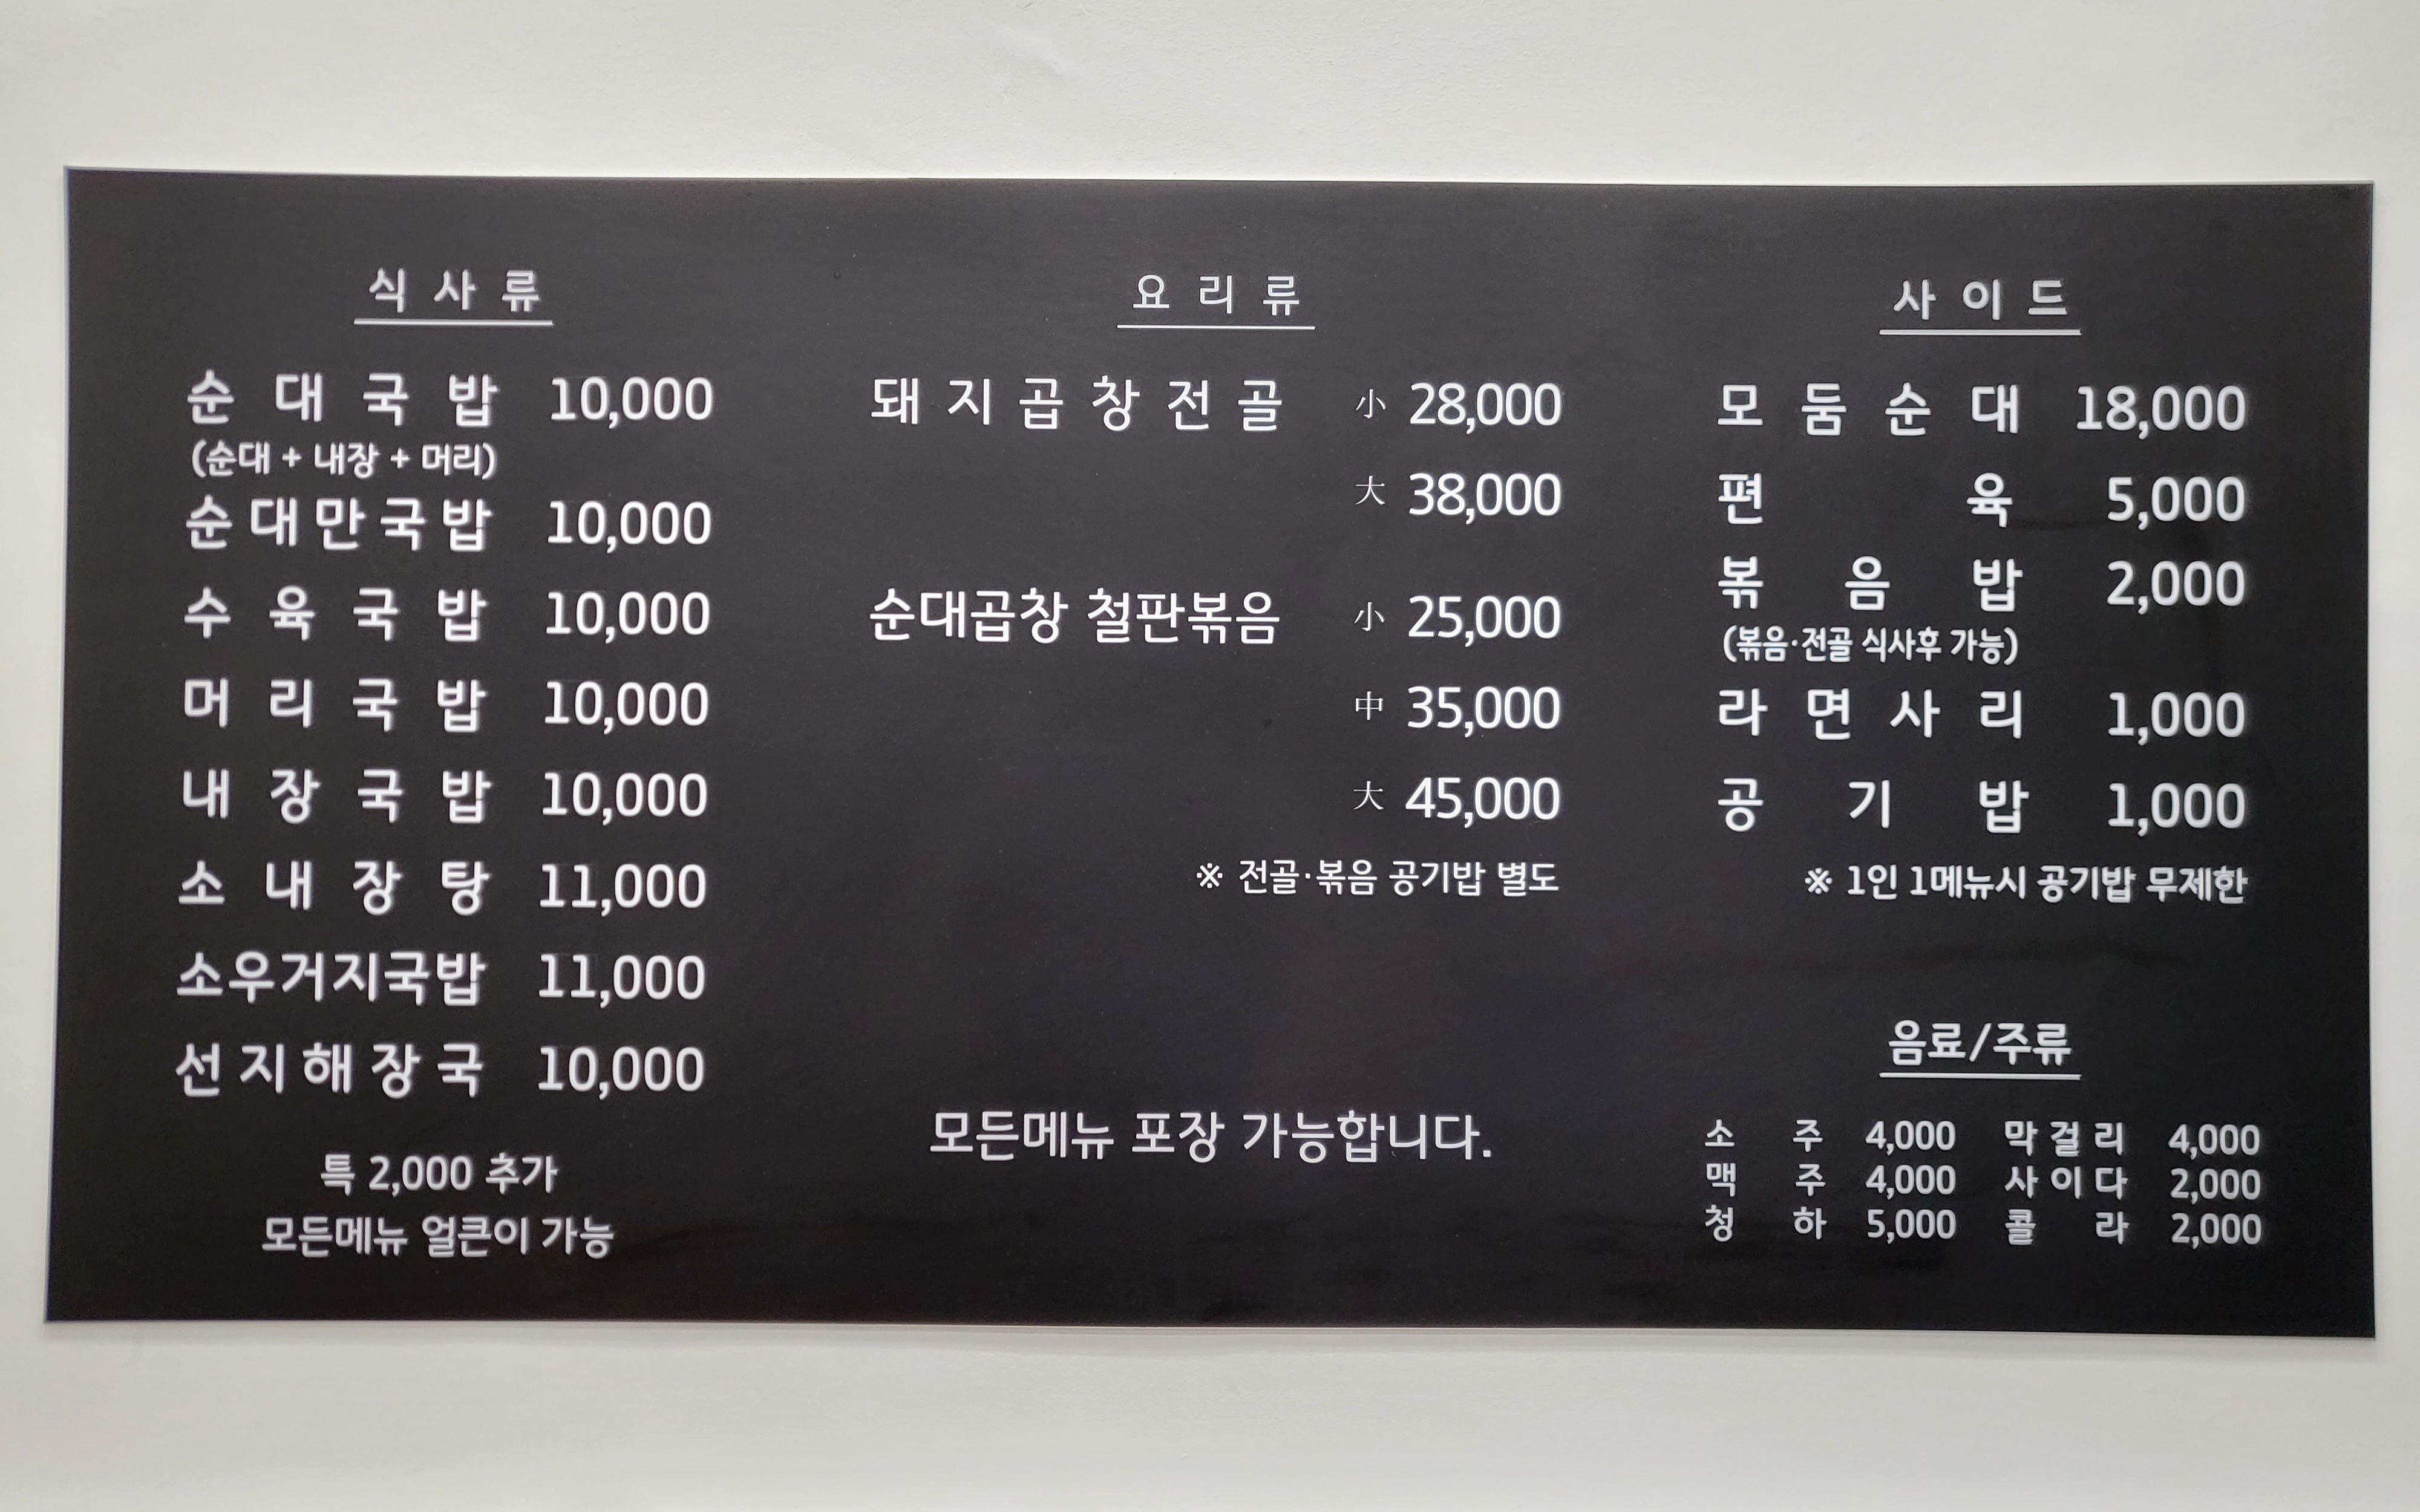 식사류
순대국밥 10,000
(순대 + 내장 + 머리)
순대만국밥 10,000
수육국밥 10,000
머리국밥 10,000
내장국밥 10,000
소내장탕 11,000
소우거지국밥 11,000
선지해장국 10,000
특 2,000 추가
모든메뉴 얼큰이 가능
요리류
돼지곱창전골 小 28,000
大 38,000
순대곱창 철판볶음 小 25,000
中 35,000
大 45,000
※ 전골·볶음 공기밥 별도
모든메뉴 포장 가능합니다.
사이드
모둠순대 18,000
편육 5,000
볶음밥 2,000
(볶음·전골 식사후 가능)
라면사리 1,000
공기밥 1,000
※ 1인 1메뉴시 공기밥 무제한
음료/주류
소주 4,000 막걸리 4,000
맥주 4,000 사이다 2,000
청하 5,000 콜라 2,000